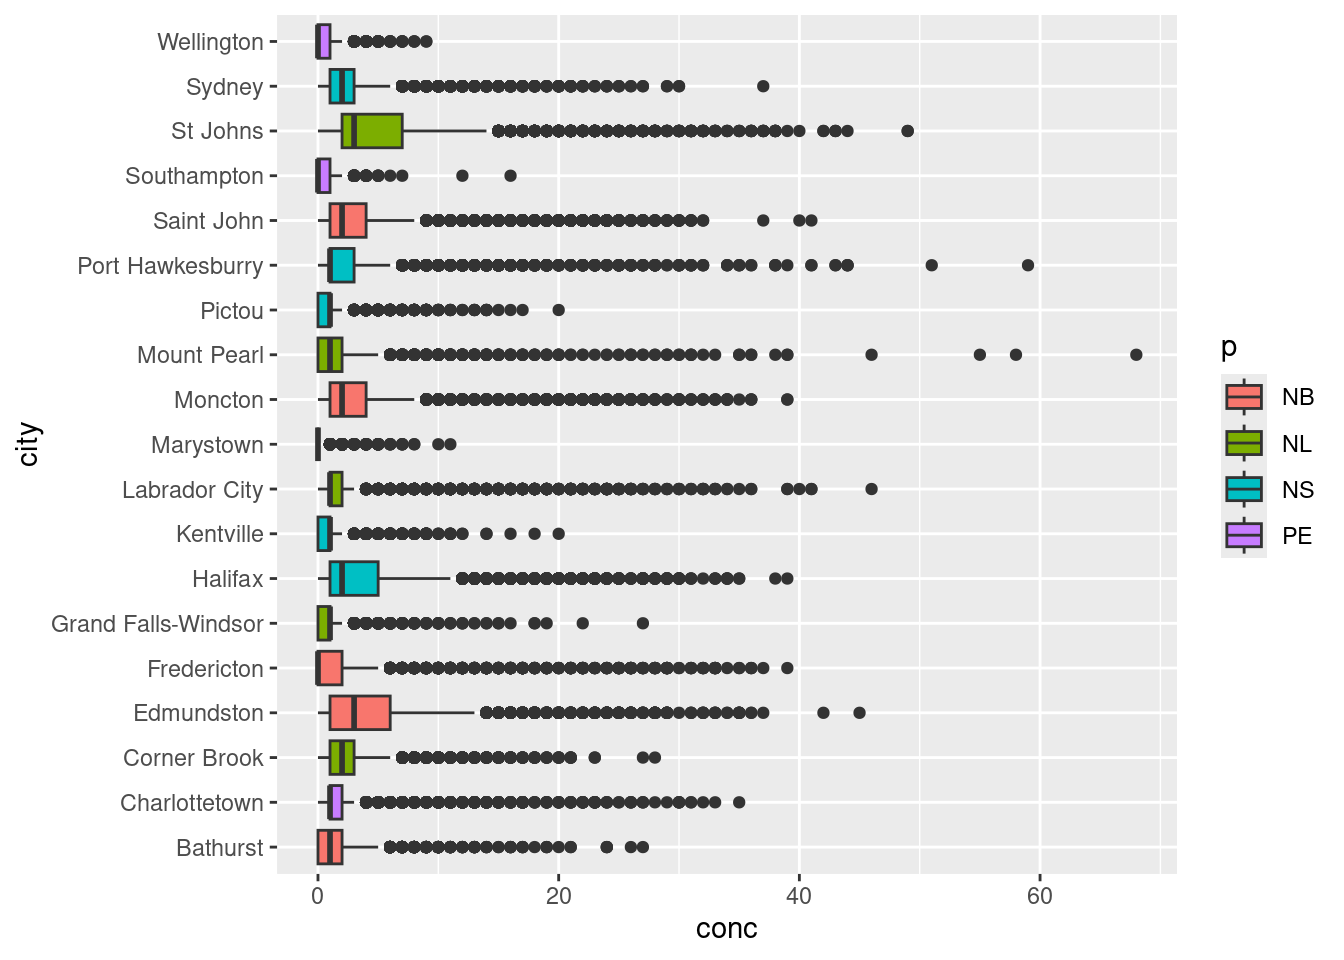 Wellington
Sydney
St Johns
Southampton
Saint John
Port Hawkesburry
Pictou
Mount Pearl
Moncton
Marystown
Labrador City
Kentville
Halifax
Grand Falls-Windsor
Fredericton
Edmundston
Corner Brook
Charlottetown
Bathurst
city
0 20 40 60
conc
p
NB
NL
NS
PE